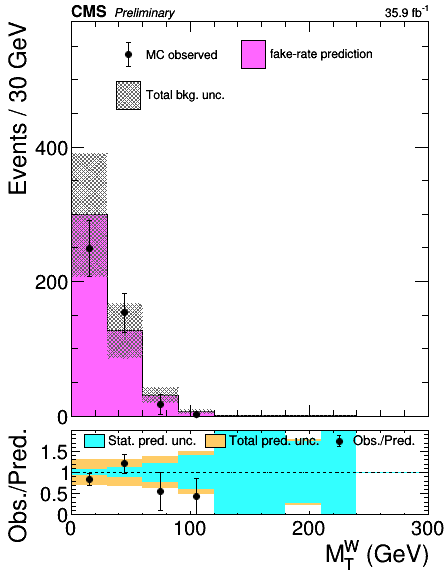 CMS Preliminary 35.9 fb⁻¹
MC observed fake-rate prediction
Total bkg. unc.
Events / 30 GeV
400
200
0
Stat. pred. unc. Total pred. unc. Obs./Pred.
Obs./Pred.
1.5
1
0.5
0
0 100 200 300
M_T^W (GeV)